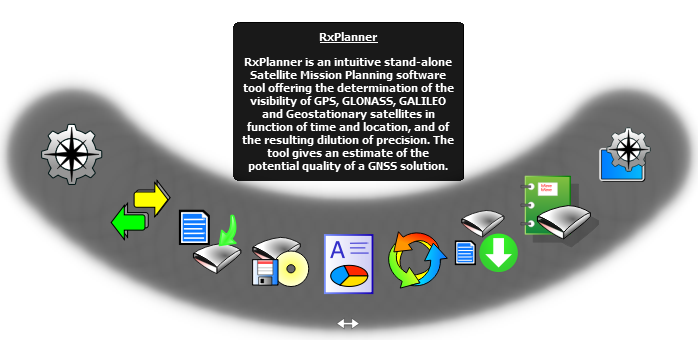 RxPlanner
RxPlanner is an intuitive stand-alone
Satellite Mission Planning software
tool offering the determination of the
visibility of GPS, GLONASS, GALILEO
and Geostationary satellites in
function of time and location, and of
the resulting dilution of precision. The
tool gives an estimate of the
potential quality of a GNSS solution.
A